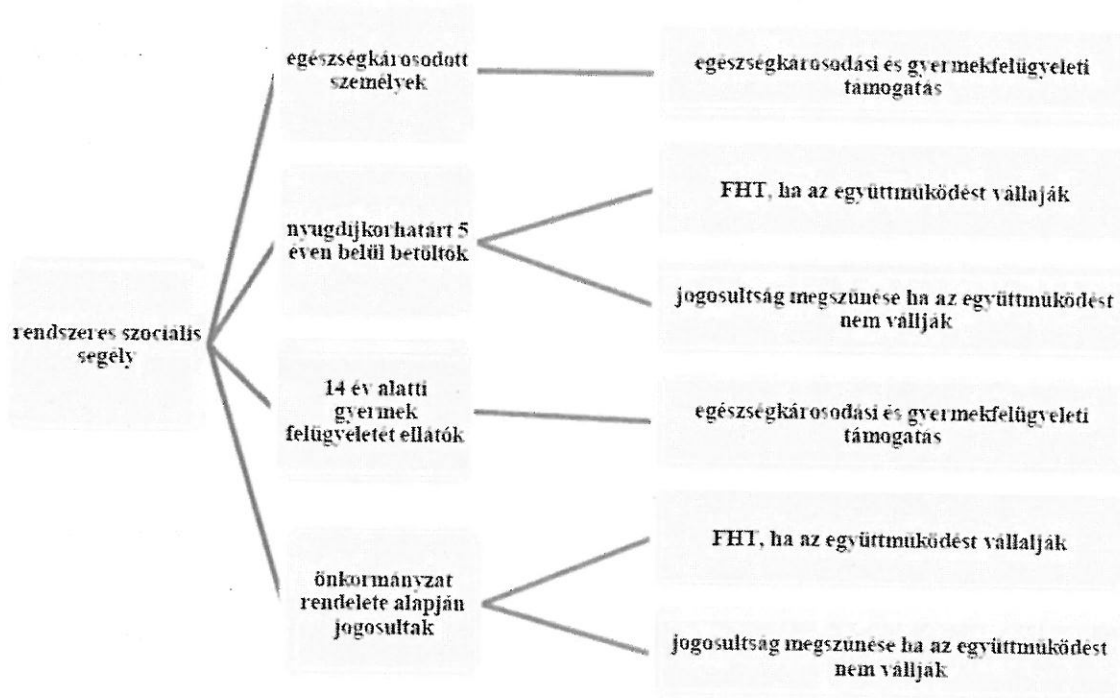 rendszeres szociális
segély
egészségkárosodott
személyek
egészségkárosodási és gyermekfelügyeleti
támogatás
nyugdíjkorhatárt 5
éven belül betöltők
FHT, ha az együttműködést vállaják
jogosultság megszűnése ha az együttműködést
nem vállják
14 év alatti
gyermek
felügyeletét ellátók
egészségkárosodási és gyermekfelügyeleti
támogatás
önkormányzat
rendelete alapján
jogosultak
FHT, ha az együttműködést vállalják
jogosultság megszűnése ha az együttműködést
nem vállják